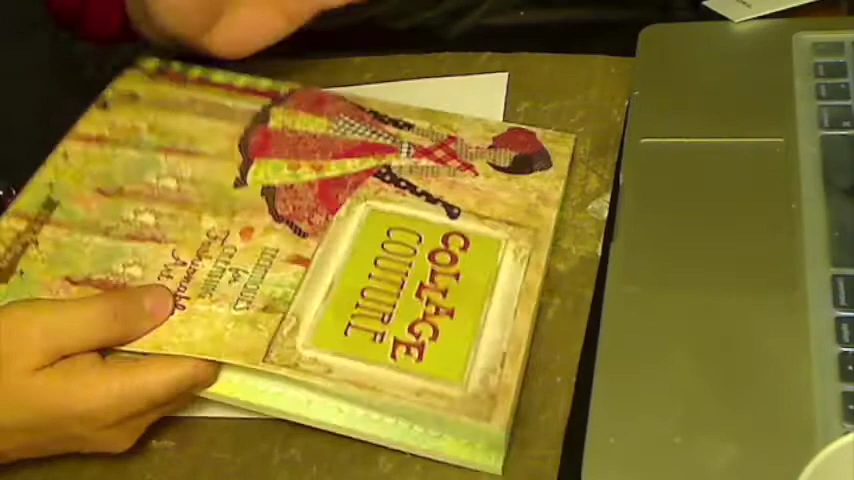 COLLAGE
COUTURE
TECHNIQUES
for Creating
Fashionable
Art